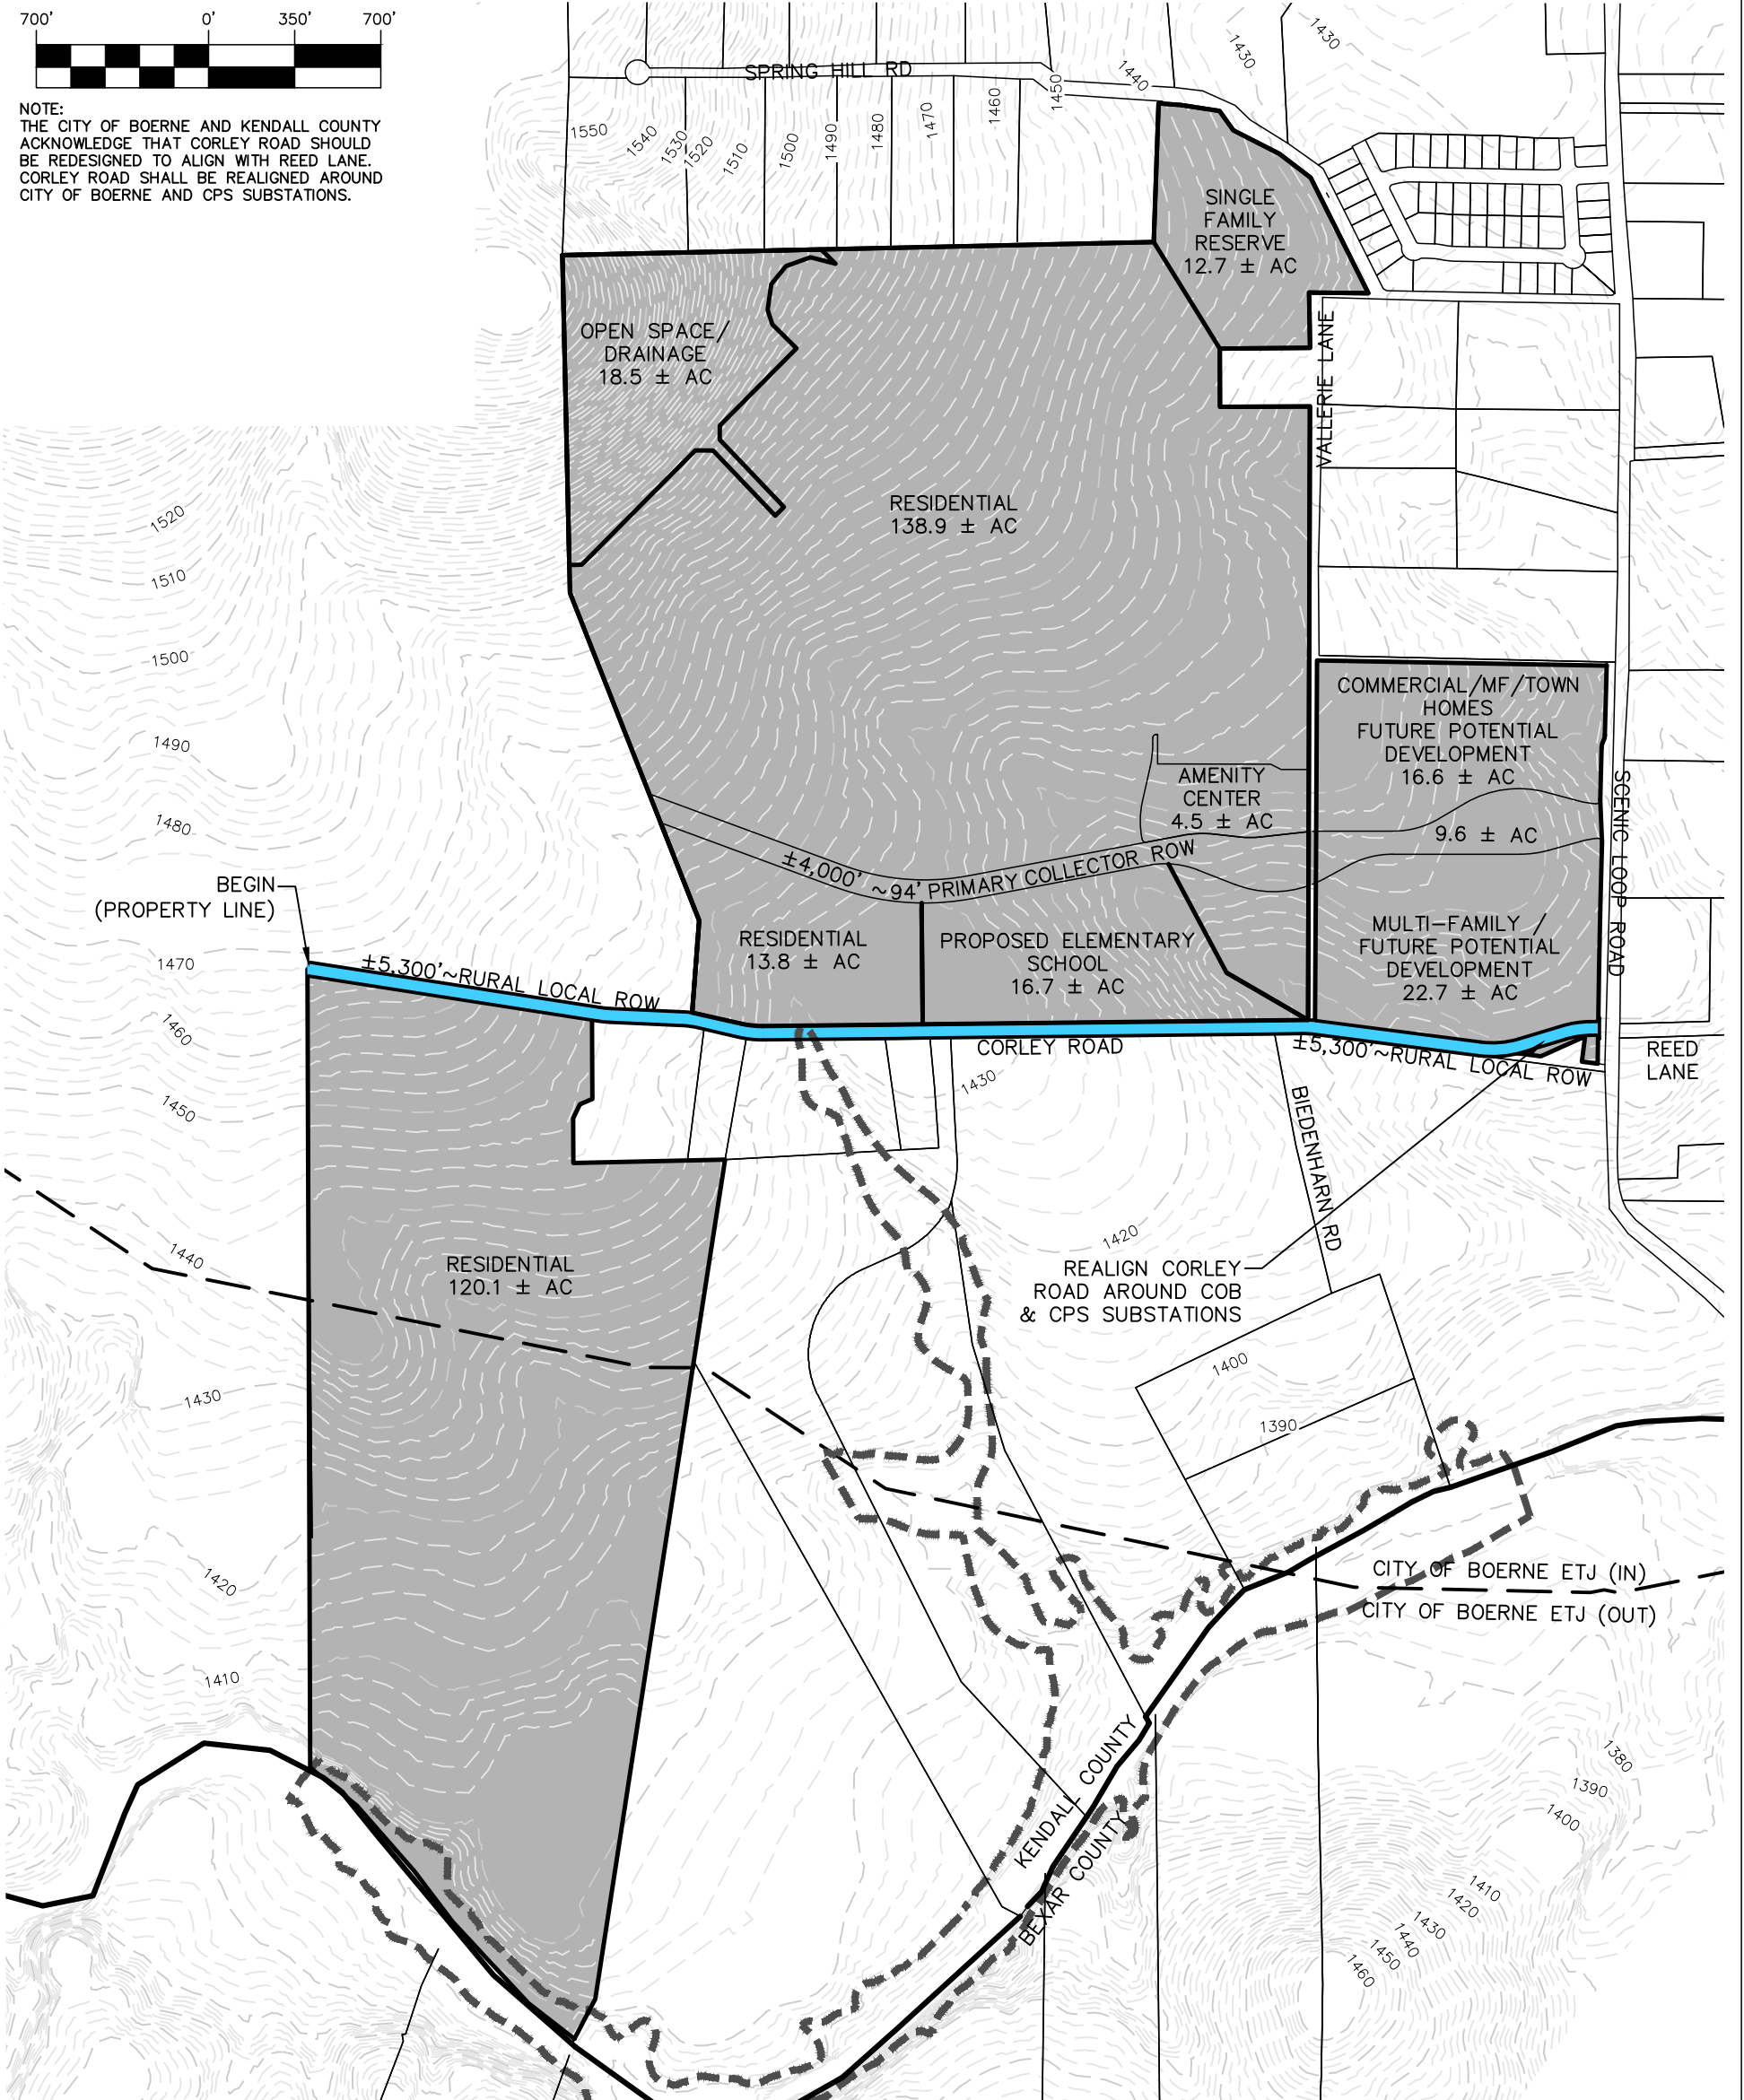 700' 0' 350' 700'
NOTE:
THE CITY OF BOERNE AND KENDALL COUNTY
ACKNOWLEDGE THAT CORLEY ROAD SHOULD
BE REDESIGNED TO ALIGN WITH REED LANE.
CORLEY ROAD SHALL BE REALIGNED AROUND
CITY OF BOERNE AND CPS SUBSTATIONS.
SPRING HILL RD
1430
1430
1440
1450
1460
1470
1480
1490
1500
1510
1520
1530
1540
1550
SINGLE
FAMILY
RESERVE
12.7 ± AC
OPEN SPACE/
DRAINAGE
18.5 ± AC
VALLERIE LANE
RESIDENTIAL
138.9 ± AC
1520
1510
1500
1490
1480
1470
1460
1450
1440
1430
1420
1410
COMMERCIAL/MF/TOWN
HOMES
FUTURE POTENTIAL
DEVELOPMENT
16.6 ± AC
AMENITY
CENTER
4.5 ± AC
9.6 ± AC
SCENIC LOOP ROAD
±4,000' ~94' PRIMARY COLLECTOR ROW
BEGIN
(PROPERTY LINE)
±5,300'~RURAL LOCAL ROW
RESIDENTIAL
13.8 ± AC
PROPOSED ELEMENTARY
SCHOOL
16.7 ± AC
MULTI-FAMILY /
FUTURE POTENTIAL
DEVELOPMENT
22.7 ± AC
CORLEY ROAD
±5,300'~RURAL LOCAL ROW
REED
LANE
1430
BIEDENHARN RD
1420
REALIGN CORLEY
ROAD AROUND COB
& CPS SUBSTATIONS
RESIDENTIAL
120.1 ± AC
1400
1390
CITY OF BOERNE ETJ (IN)
CITY OF BOERNE ETJ (OUT)
KENDALL COUNTY
BEXAR COUNTY
1380
1390
1400
1410
1420
1430
1440
1450
1460